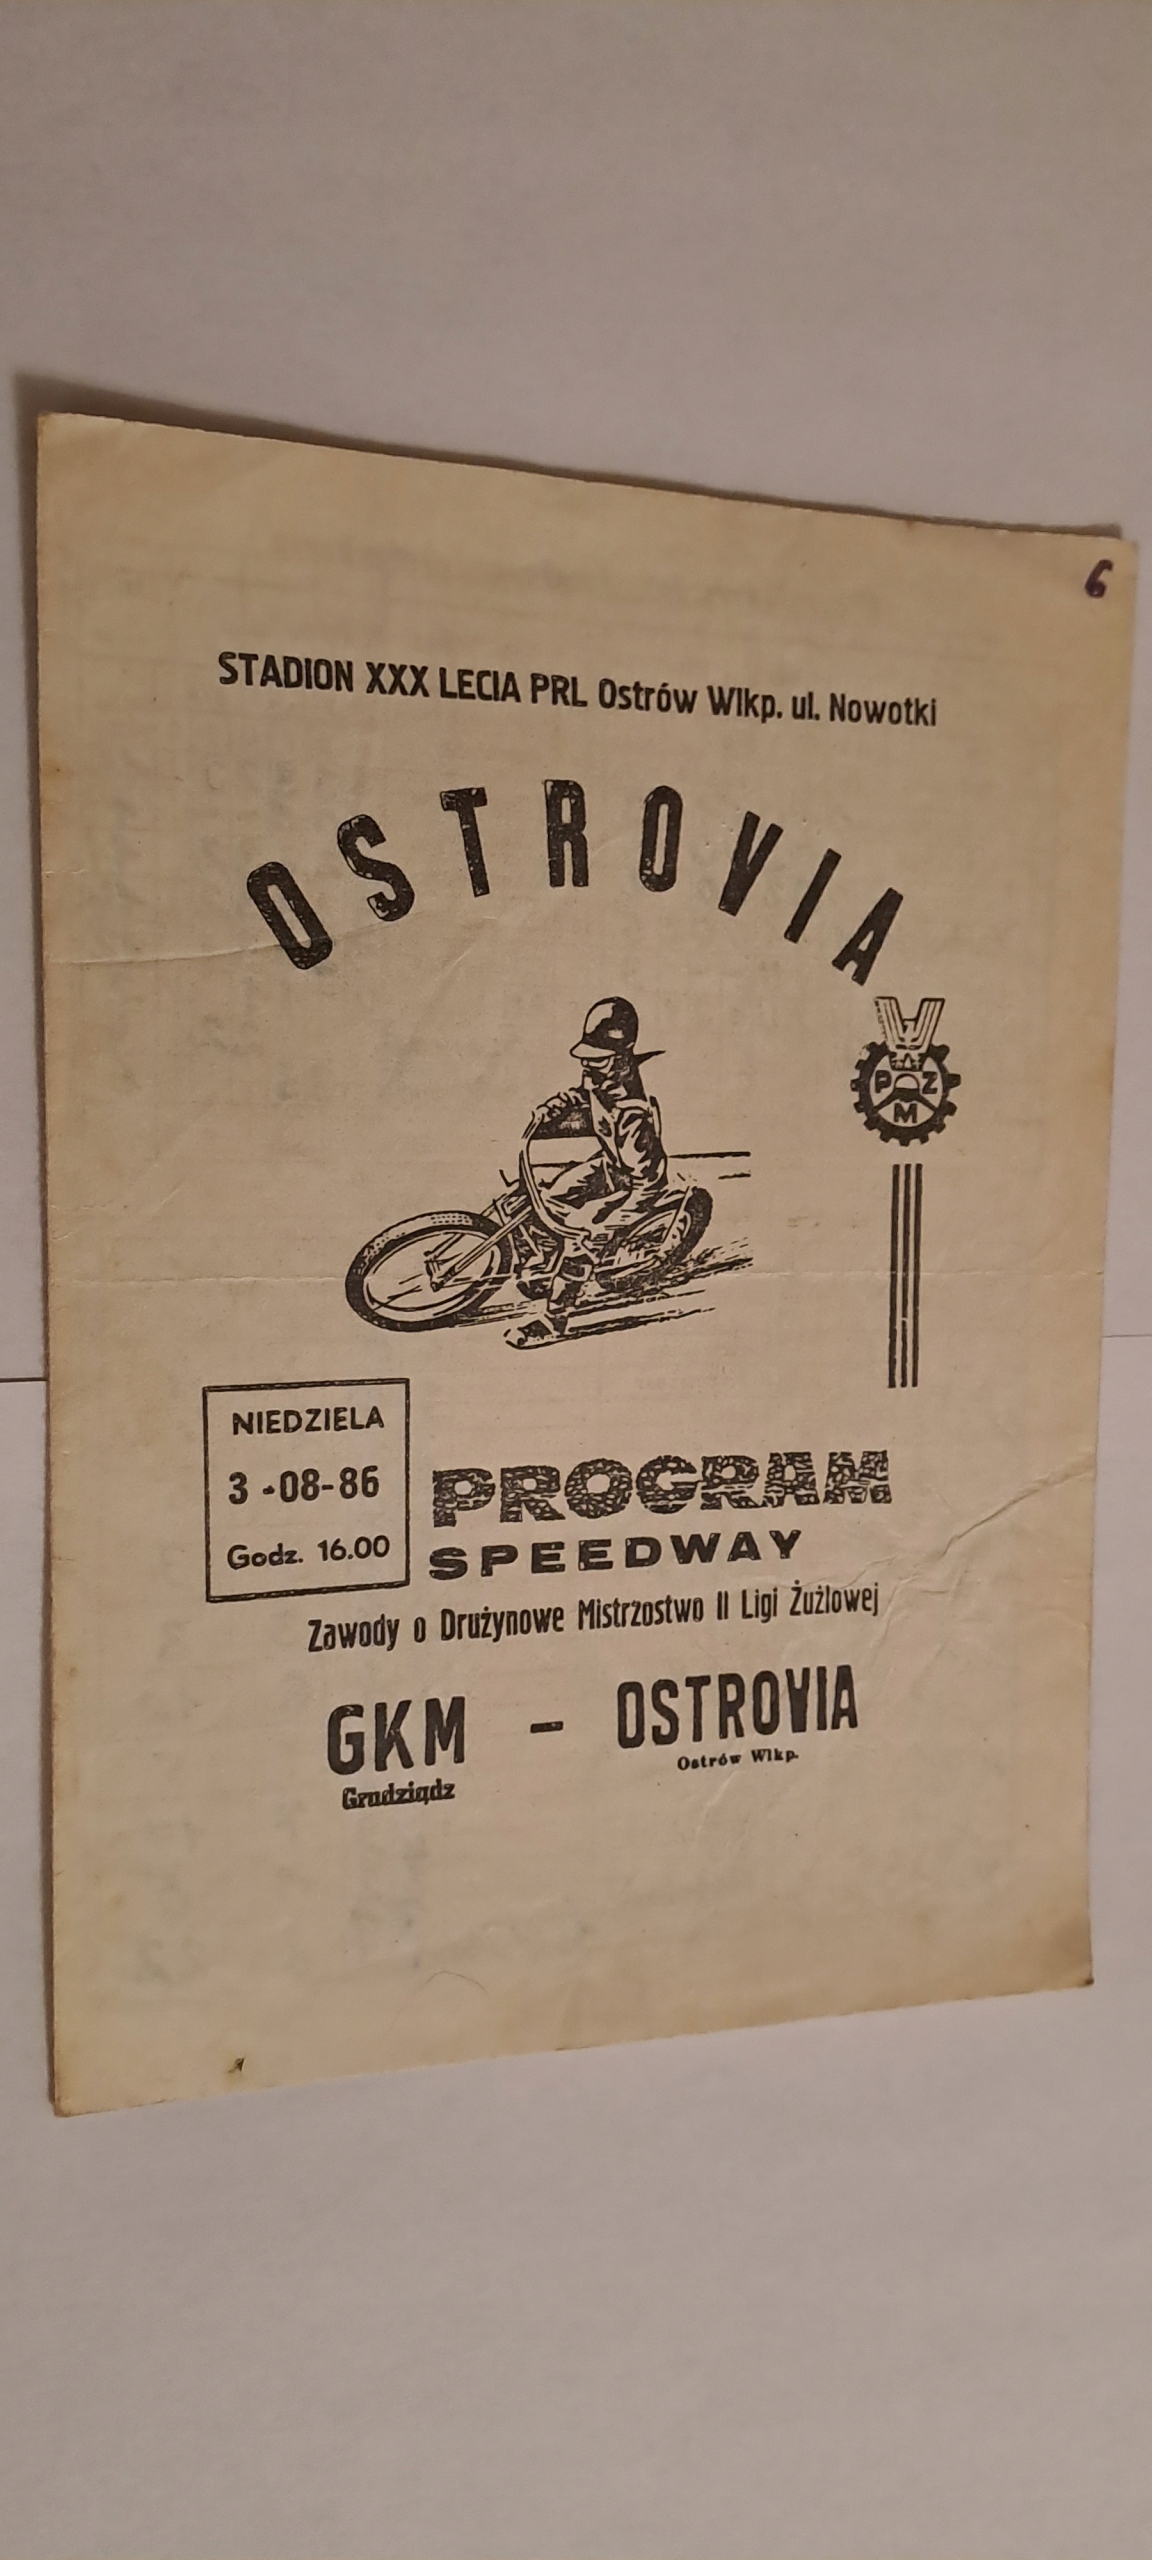 6
STADION XXX LECIA PRL Ostrów Wlkp. ul. Nowotki
OSTROVIA
PZM
NIEDZIELA
3-08-86
Godz. 16.00
PROGRAM
SPEEDWAY
Zawody o Drużynowe Mistrzostwo II Ligi Żużlowej
GKM - OSTROVIA
Grudziądz Ostrów Wlkp.